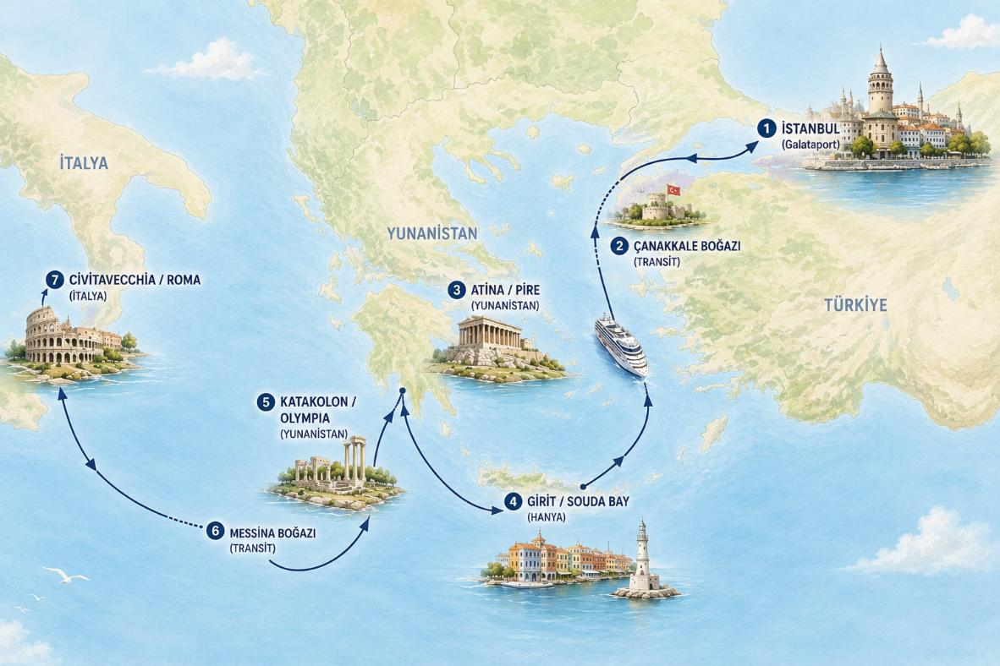 1 İSTANBUL
(Galataport)
İTALYA
YUNANİSTAN
2 ÇANAKKALE BOĞAZI
(TRANSİT)
7 CİVİTAVECCHİA / ROMA
(İTALYA)
3 ATİNA / PİRE
(YUNANİSTAN)
TÜRKİYE
5 KATAKOLON /
OLYMPIA
(YUNANİSTAN)
4 GİRİT / SOUDA BAY
(HANYA)
6 MESSİNA BOĞAZI
(TRANSİT)